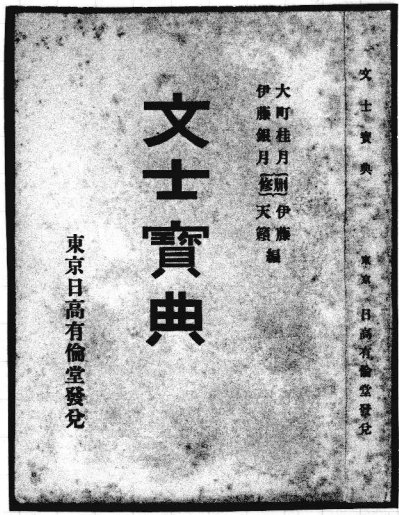 文士寶典
東京 日高有倫堂發兌
大町桂月
伊藤銀月
刪修
伊藤
天籟
編
文士寶典
東京日高有倫堂發兌